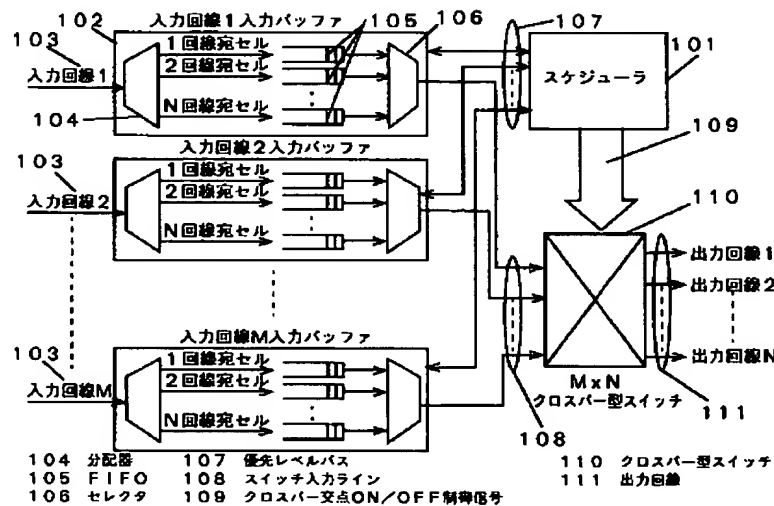 102
入力回線1入力バッファ
105
106
107
101
103
1回線宛セル
2回線宛セル
N回線宛セル
入力回線1
104
スケジューラ
109
入力回線2入力バッファ
103
1回線宛セル
2回線宛セル
N回線宛セル
入力回線2
110
出力回線1
出力回線2
出力回線N
入力回線M入力バッファ
103
1回線宛セル
2回線宛セル
N回線宛セル
入力回線M
MxN
クロスバー型スイッチ
108
111
104 分配器
105 FIFO
106 セレクタ
107 優先レベルバス
108 スイッチ入力ライン
109 クロスバー交点ON/OFF制御信号
110 クロスバー型スイッチ
111 出力回線